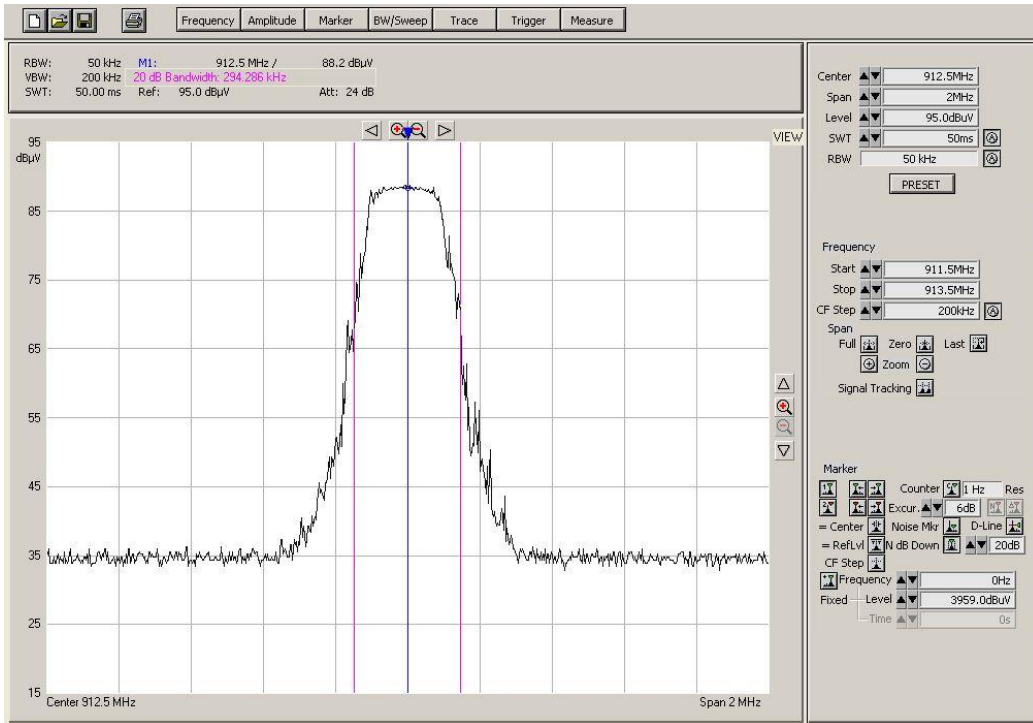 Frequency Amplitude Marker BW/Sweep Trace Trigger Measure
RBW: 50 kHz M1: 912.5 MHz / 88.2 dBµV
VBW: 200 kHz 20 dB Bandwidth: 294.286 kHz
SWT: 50.00 ms Ref: 95.0 dBµV Att: 24 dB
VIEW
95
dBµV
85
75
65
55
45
35
25
15
Center 912.5 MHz Span 2 MHz
Center 912.5MHz
Span 2MHz
Level 95.0dBuV
SWT 50ms
RBW 50 kHz
PRESET
Frequency
Start 911.5MHz
Stop 913.5MHz
CF Step 200kHz
Span
Full Zero Last
Zoom
Signal Tracking
Marker
Counter 1 Hz Res
Excur. 6dB
= Center Noise Mkr D-Line
= RefLvl N dB Down 20dB
CF Step
Frequency 0Hz
Fixed Level 3959.0dBuV
Time 0s